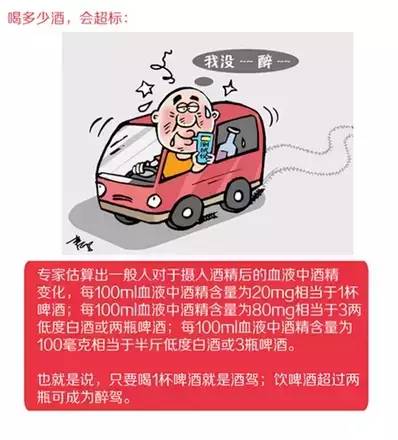 喝多少酒，会超标：
我没~~醉~~
专家估算出一般人对于摄入酒精后的血液中酒精
变化，每100ml血液中酒精含量为20mg相当于1杯
啤酒；每100ml血液中酒精含量为80mg相当于3两
低度白酒或两瓶啤酒；每100ml血液中酒精含量为
100毫克相当于半斤低度白酒或3瓶啤酒。
也就是说，只要喝1杯啤酒就是酒驾；饮啤酒超过两
瓶可成为醉驾。